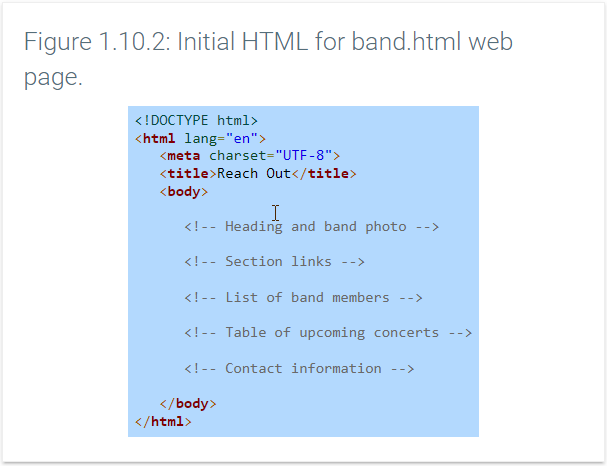 Figure 1.10.2: Initial HTML for band.html web
page.
<!DOCTYPE html>
<html lang="en">
<meta charset="UTF-8">
<title>Reach Out</title>
<body>
<!-- Heading and band photo -->
<!-- Section links -->
<!-- List of band members -->
<!-- Table of upcoming concerts -->
<!-- Contact information -->
</body>
</html>